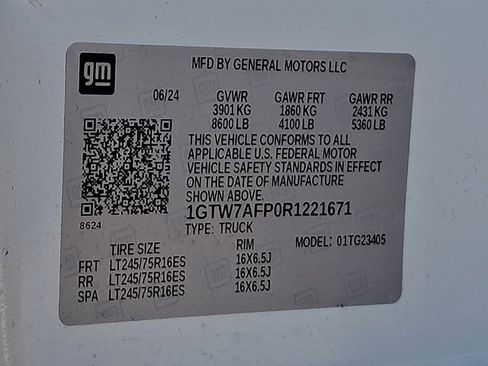 gm
MFD BY GENERAL MOTORS LLC
06/24 GVWR GAWR FRT GAWR RR
3901 KG 1860 KG 2431 KG
8600 LB 4100 LB 5360 LB
THIS VEHICLE CONFORMS TO ALL
APPLICABLE U.S. FEDERAL MOTOR
VEHICLE SAFETY STANDARDS IN EFFECT
ON THE DATE OF MANUFACTURE
SHOWN ABOVE.
8624
1GTW7AFP0R1221671
TYPE: TRUCK
TIRE SIZE RIM MODEL: 01TG23405
FRT LT245/75R16ES 16X6.5J
RR LT245/75R16ES 16X6.5J
SPA LT245/75R16ES 16X6.5J